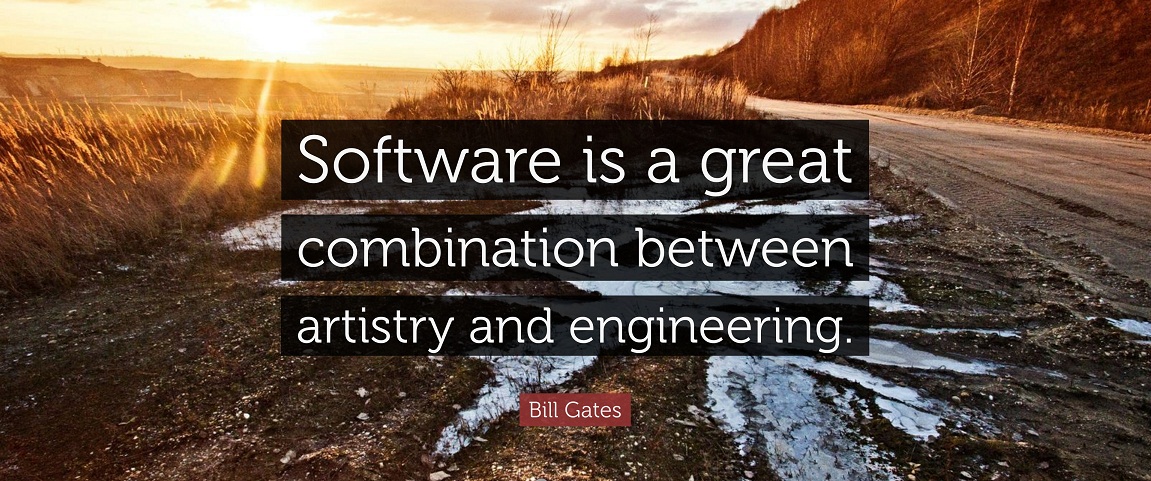 Software is a great
combination between
artistry and engineering.
Bill Gates